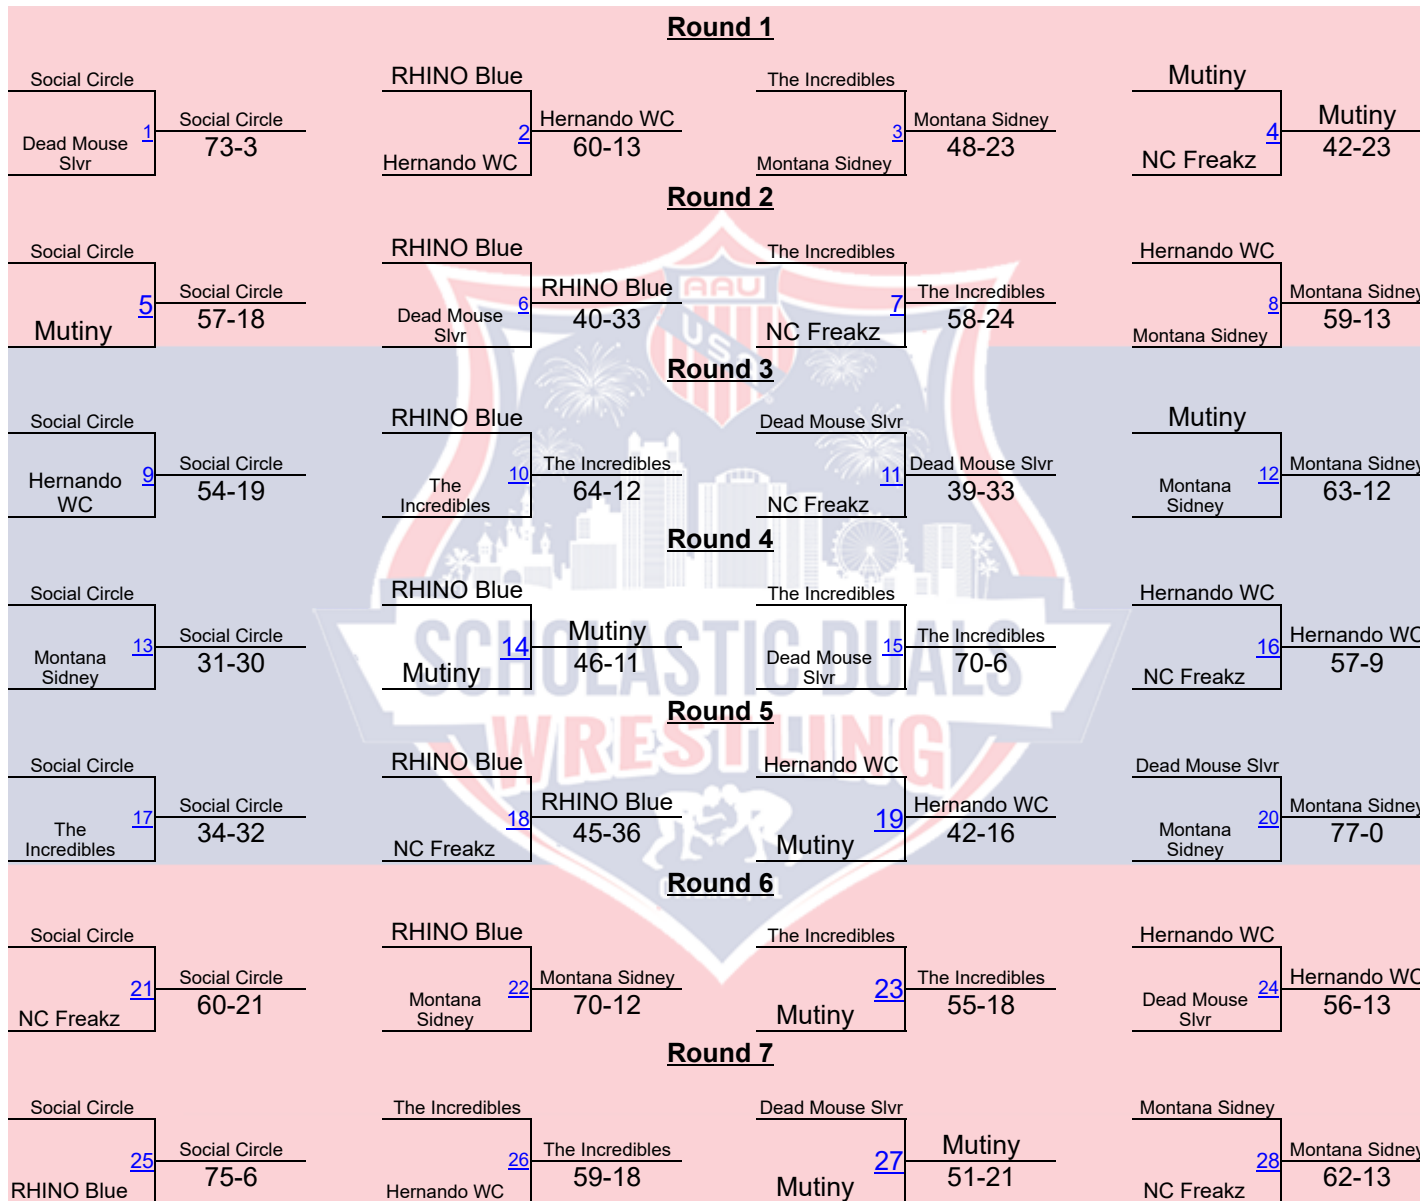 Round 1
Social Circle
Dead Mouse
Slvr
1
Social Circle
73-3
RHINO Blue
Hernando WC
2
Hernando WC
60-13
The Incredibles
Montana Sidney
3
Montana Sidney
48-23
Mutiny
NC Freakz
4
Mutiny
42-23
Round 2
Social Circle
Mutiny
5
Social Circle
57-18
RHINO Blue
Dead Mouse
Slvr
6
RHINO Blue
40-33
The Incredibles
NC Freakz
7
The Incredibles
58-24
Hernando WC
Montana Sidney
8
Montana Sidney
59-13
Round 3
Social Circle
Hernando
WC
9
Social Circle
54-19
RHINO Blue
The
Incredibles
10
The Incredibles
64-12
Dead Mouse Slvr
NC Freakz
11
Dead Mouse Slvr
39-33
Mutiny
Montana
Sidney
12
Montana Sidney
63-12
Round 4
Social Circle
Montana
Sidney
13
Social Circle
31-30
RHINO Blue
Mutiny
14
Mutiny
46-11
The Incredibles
Dead Mouse
Slvr
15
The Incredibles
70-6
Hernando WC
NC Freakz
16
Hernando WC
57-9
Round 5
Social Circle
The
Incredibles
17
Social Circle
34-32
RHINO Blue
NC Freakz
18
RHINO Blue
45-36
Hernando WC
Mutiny
19
Hernando WC
42-16
Dead Mouse Slvr
Montana
Sidney
20
Montana Sidney
77-0
Round 6
Social Circle
NC Freakz
21
Social Circle
60-21
RHINO Blue
Montana
Sidney
22
Montana Sidney
70-12
The Incredibles
Mutiny
23
The Incredibles
55-18
Hernando WC
Dead Mouse
Slvr
24
Hernando WC
56-13
Round 7
Social Circle
RHINO Blue
25
Social Circle
75-6
The Incredibles
Hernando WC
26
The Incredibles
59-18
Dead Mouse Slvr
Mutiny
27
Mutiny
51-21
Montana Sidney
NC Freakz
28
Montana Sidney
62-13
AAU
USA
SCHOLASTIC DUALS
WRESTLING